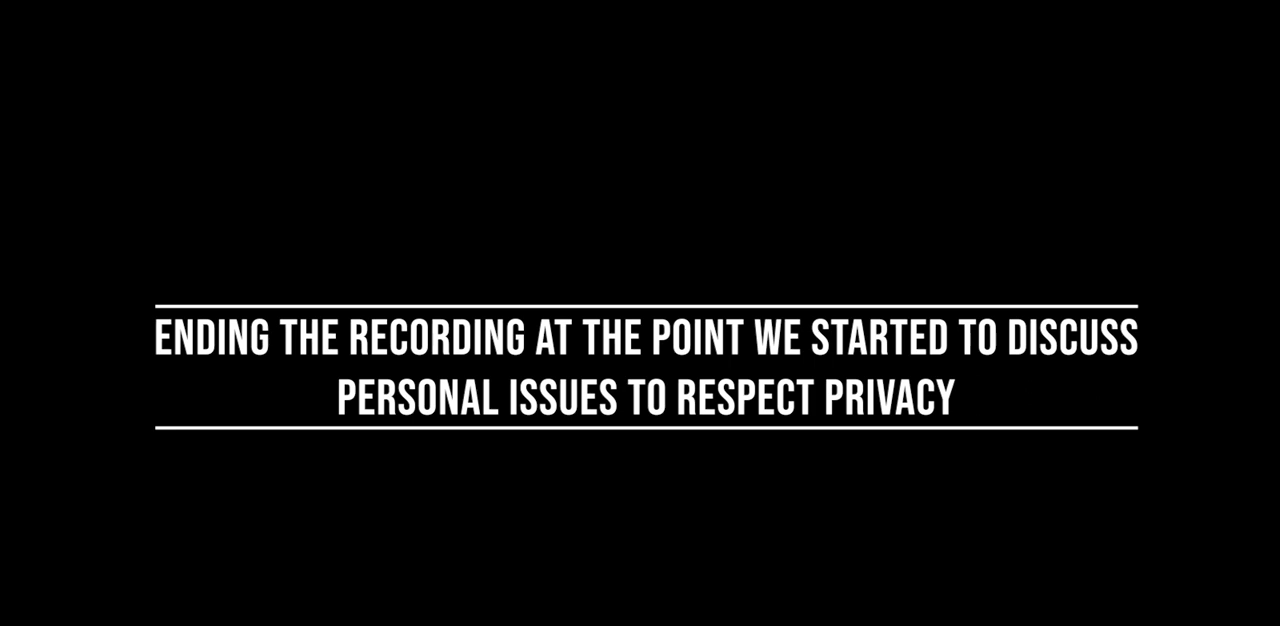 ENDING THE RECORDING AT THE POINT WE STARTED TO DISCUSS
PERSONAL ISSUES TO RESPECT PRIVACY